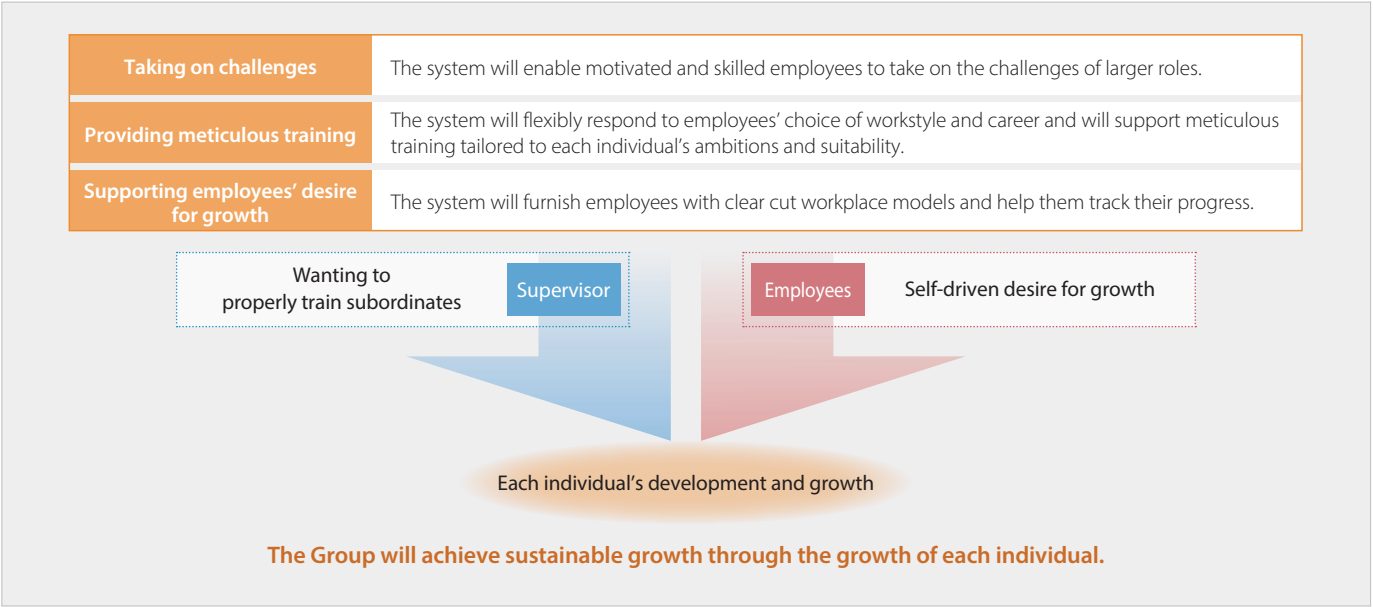 Taking on challenges
The system will enable motivated and skilled employees to take on the challenges of larger roles.
Providing meticulous training
The system will flexibly respond to employees’ choice of workstyle and career and will support meticulous
training tailored to each individual’s ambitions and suitability.
Supporting employees’ desire
for growth
The system will furnish employees with clear cut workplace models and help them track their progress.
Wanting to
properly train subordinates
Supervisor
Employees
Self-driven desire for growth
Each individual’s development and growth
The Group will achieve sustainable growth through the growth of each individual.